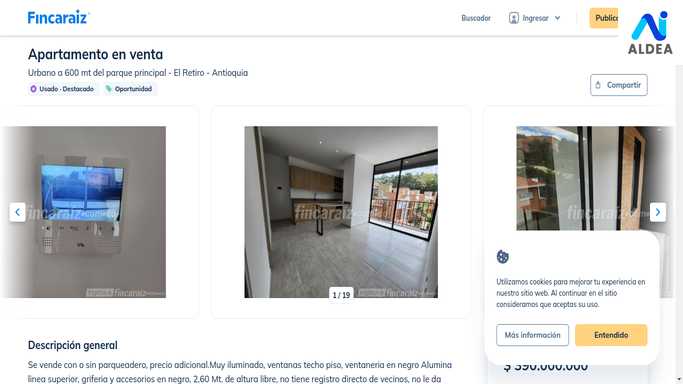 Fincaraiz
Buscador
Ingresar
Public
ALDEA
Apartamento en venta
Urbano a 600 mt del parque principal - El Retiro - Antioquia
Usado · Destacado
Oportunidad
Compartir
fincaraiz
fincaraiz
fincaraiz
fincaraiz
fincaraiz
1 / 19
Utilizamos cookies para mejorar tu experiencia en
nuestro sitio web. Al continuar en el sitio
consideramos que aceptas su uso.
Más información
Entendido
$ 390.000.000
Descripción general
Se vende con o sin parqueadero, precio adicional.Muy iluminado, ventanas techo piso, ventaneria en negro Alumina
linea superior, griferia y accesorios en negro, 2,60 Mt. de altura libre, no tiene registro directo de vecinos, no le da